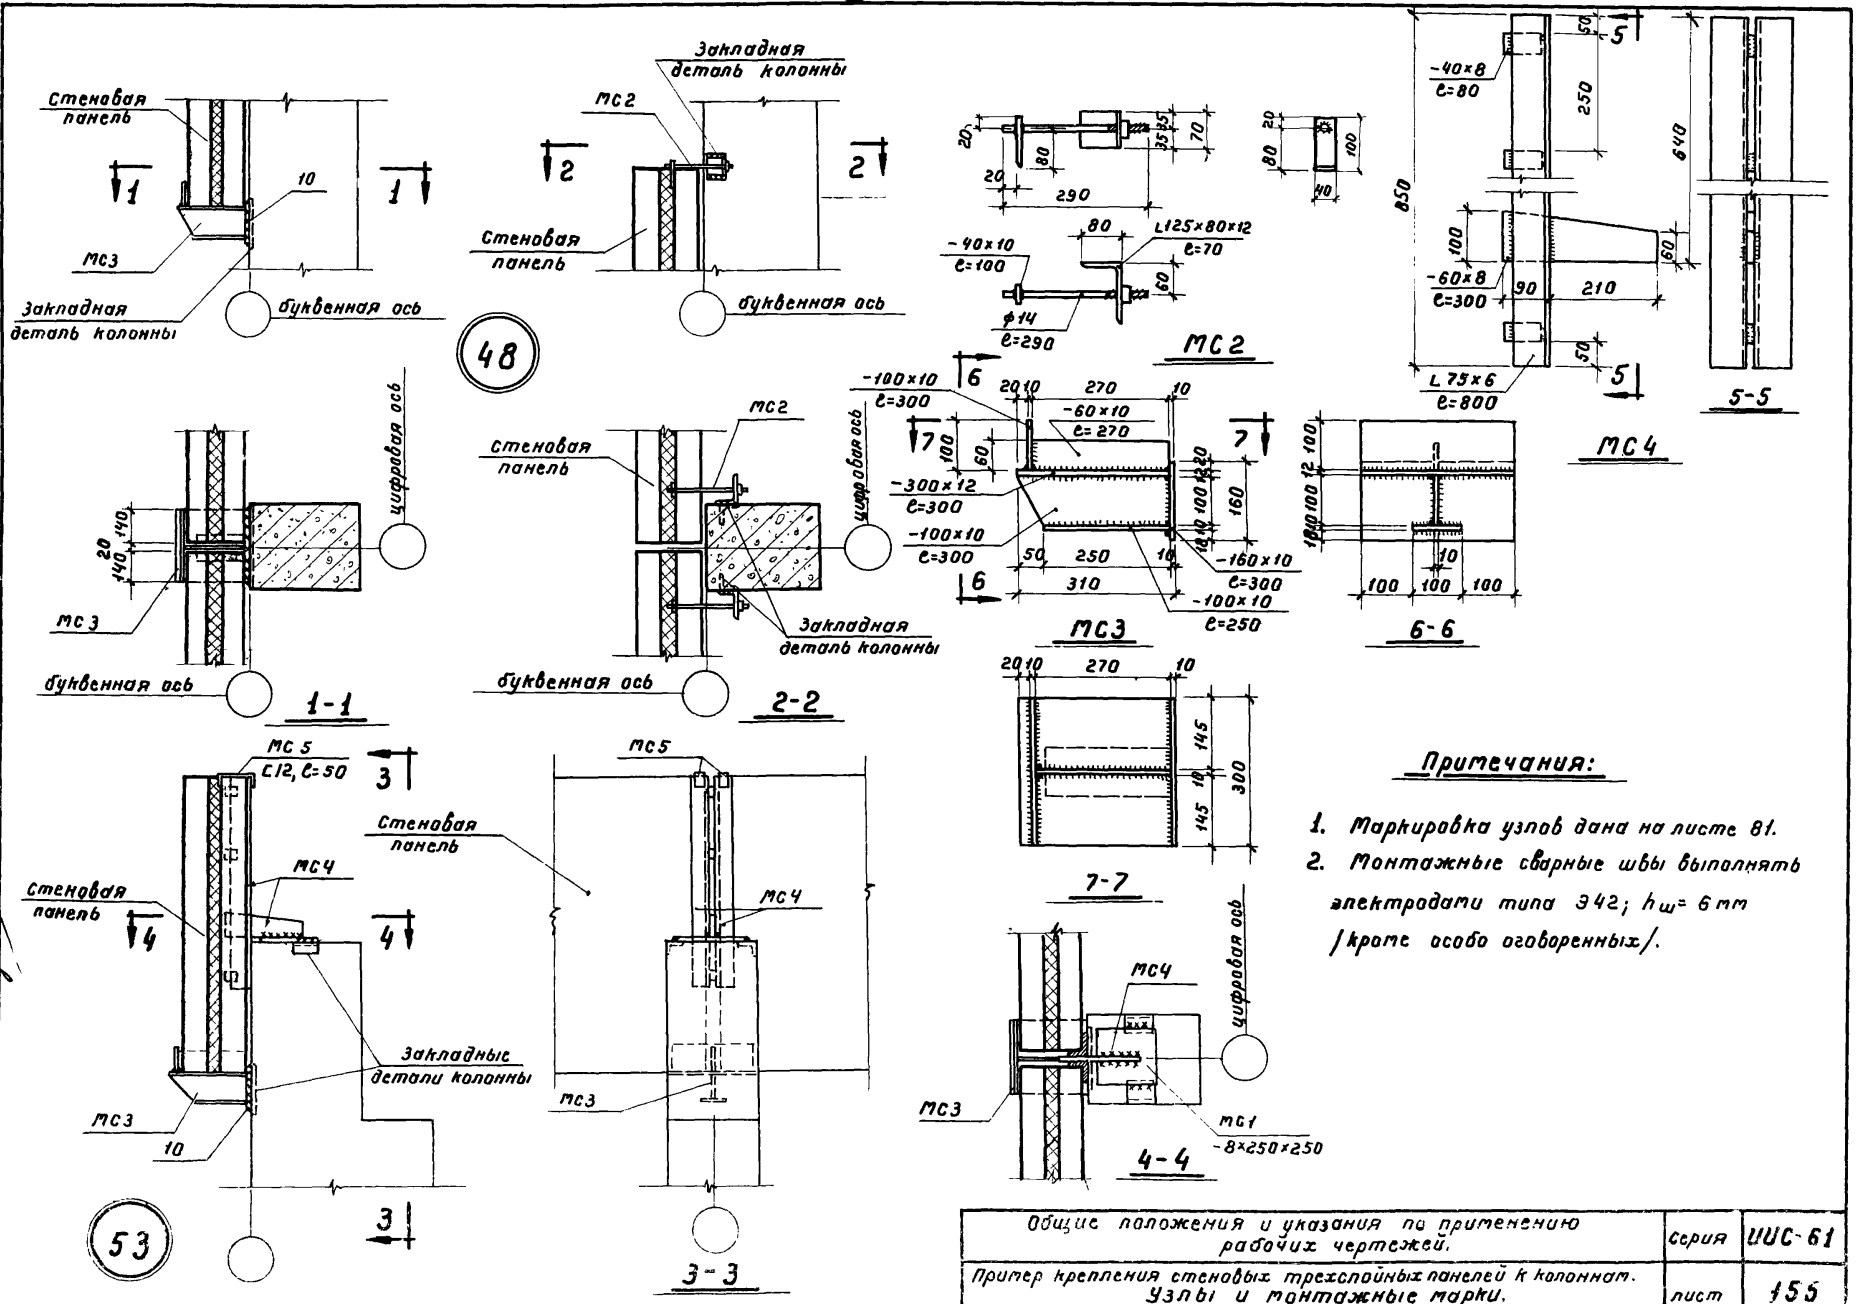 Стеновая
панель
1
1
10
МС3
Закладная
деталь колонны
буквенная ось
Закладная
деталь колонны
МС2
2
2
Стеновая
панель
буквенная ось
48
20
80
20
290
35
35
70
20
80
100
40
80
L125×80×12
ℓ=70
-40×10
ℓ=100
60
ϕ14
ℓ=290
МС2
5
50
-40×8
ℓ=80
250
640
850
100
60
-60×8
ℓ=300
90
210
50
L 75×6
ℓ=800
5
5-5
МС4
цифровая ось
140
20
140
МС3
буквенная ось
1-1
МС2
Стеновая
панель
цифровая ось
Закладная
деталь колонны
буквенная ось
2-2
6
-100×10
ℓ=300
20
10
270
10
-60×10
ℓ=270
7
7
100
60
-300×12
ℓ=300
-100×10
ℓ=300
20
12
100
10
18
160
50
250
10
310
-160×10
ℓ=300
-100×10
ℓ=250
6
МС3
100
12
100
10
18
10
100
100
100
6-6
20
10
270
10
145
10
145
300
7-7
МС5
С12, ℓ=50
3
МС4
Стеновая
панель
4
4
Закладные
детали колонны
МС3
10
3
53
МС5
Стеновая
панель
МС4
МС3
3-3
МС4
цифровая ось
МС3
МС1
-8×250×250
4-4
Примечания:
1. Маркировка узлов дана на листе 81.
2. Монтажные сварные швы выполнять
электродами типа Э42; hш= 6мм
/кроме особо оговоренных/.
Общие положения и указания по применению
рабочих чертежей.
Серия
ИИС-61
Пример крепления стеновых трехслойных панелей к колоннам.
Узлы и монтажные марки.
лист
155